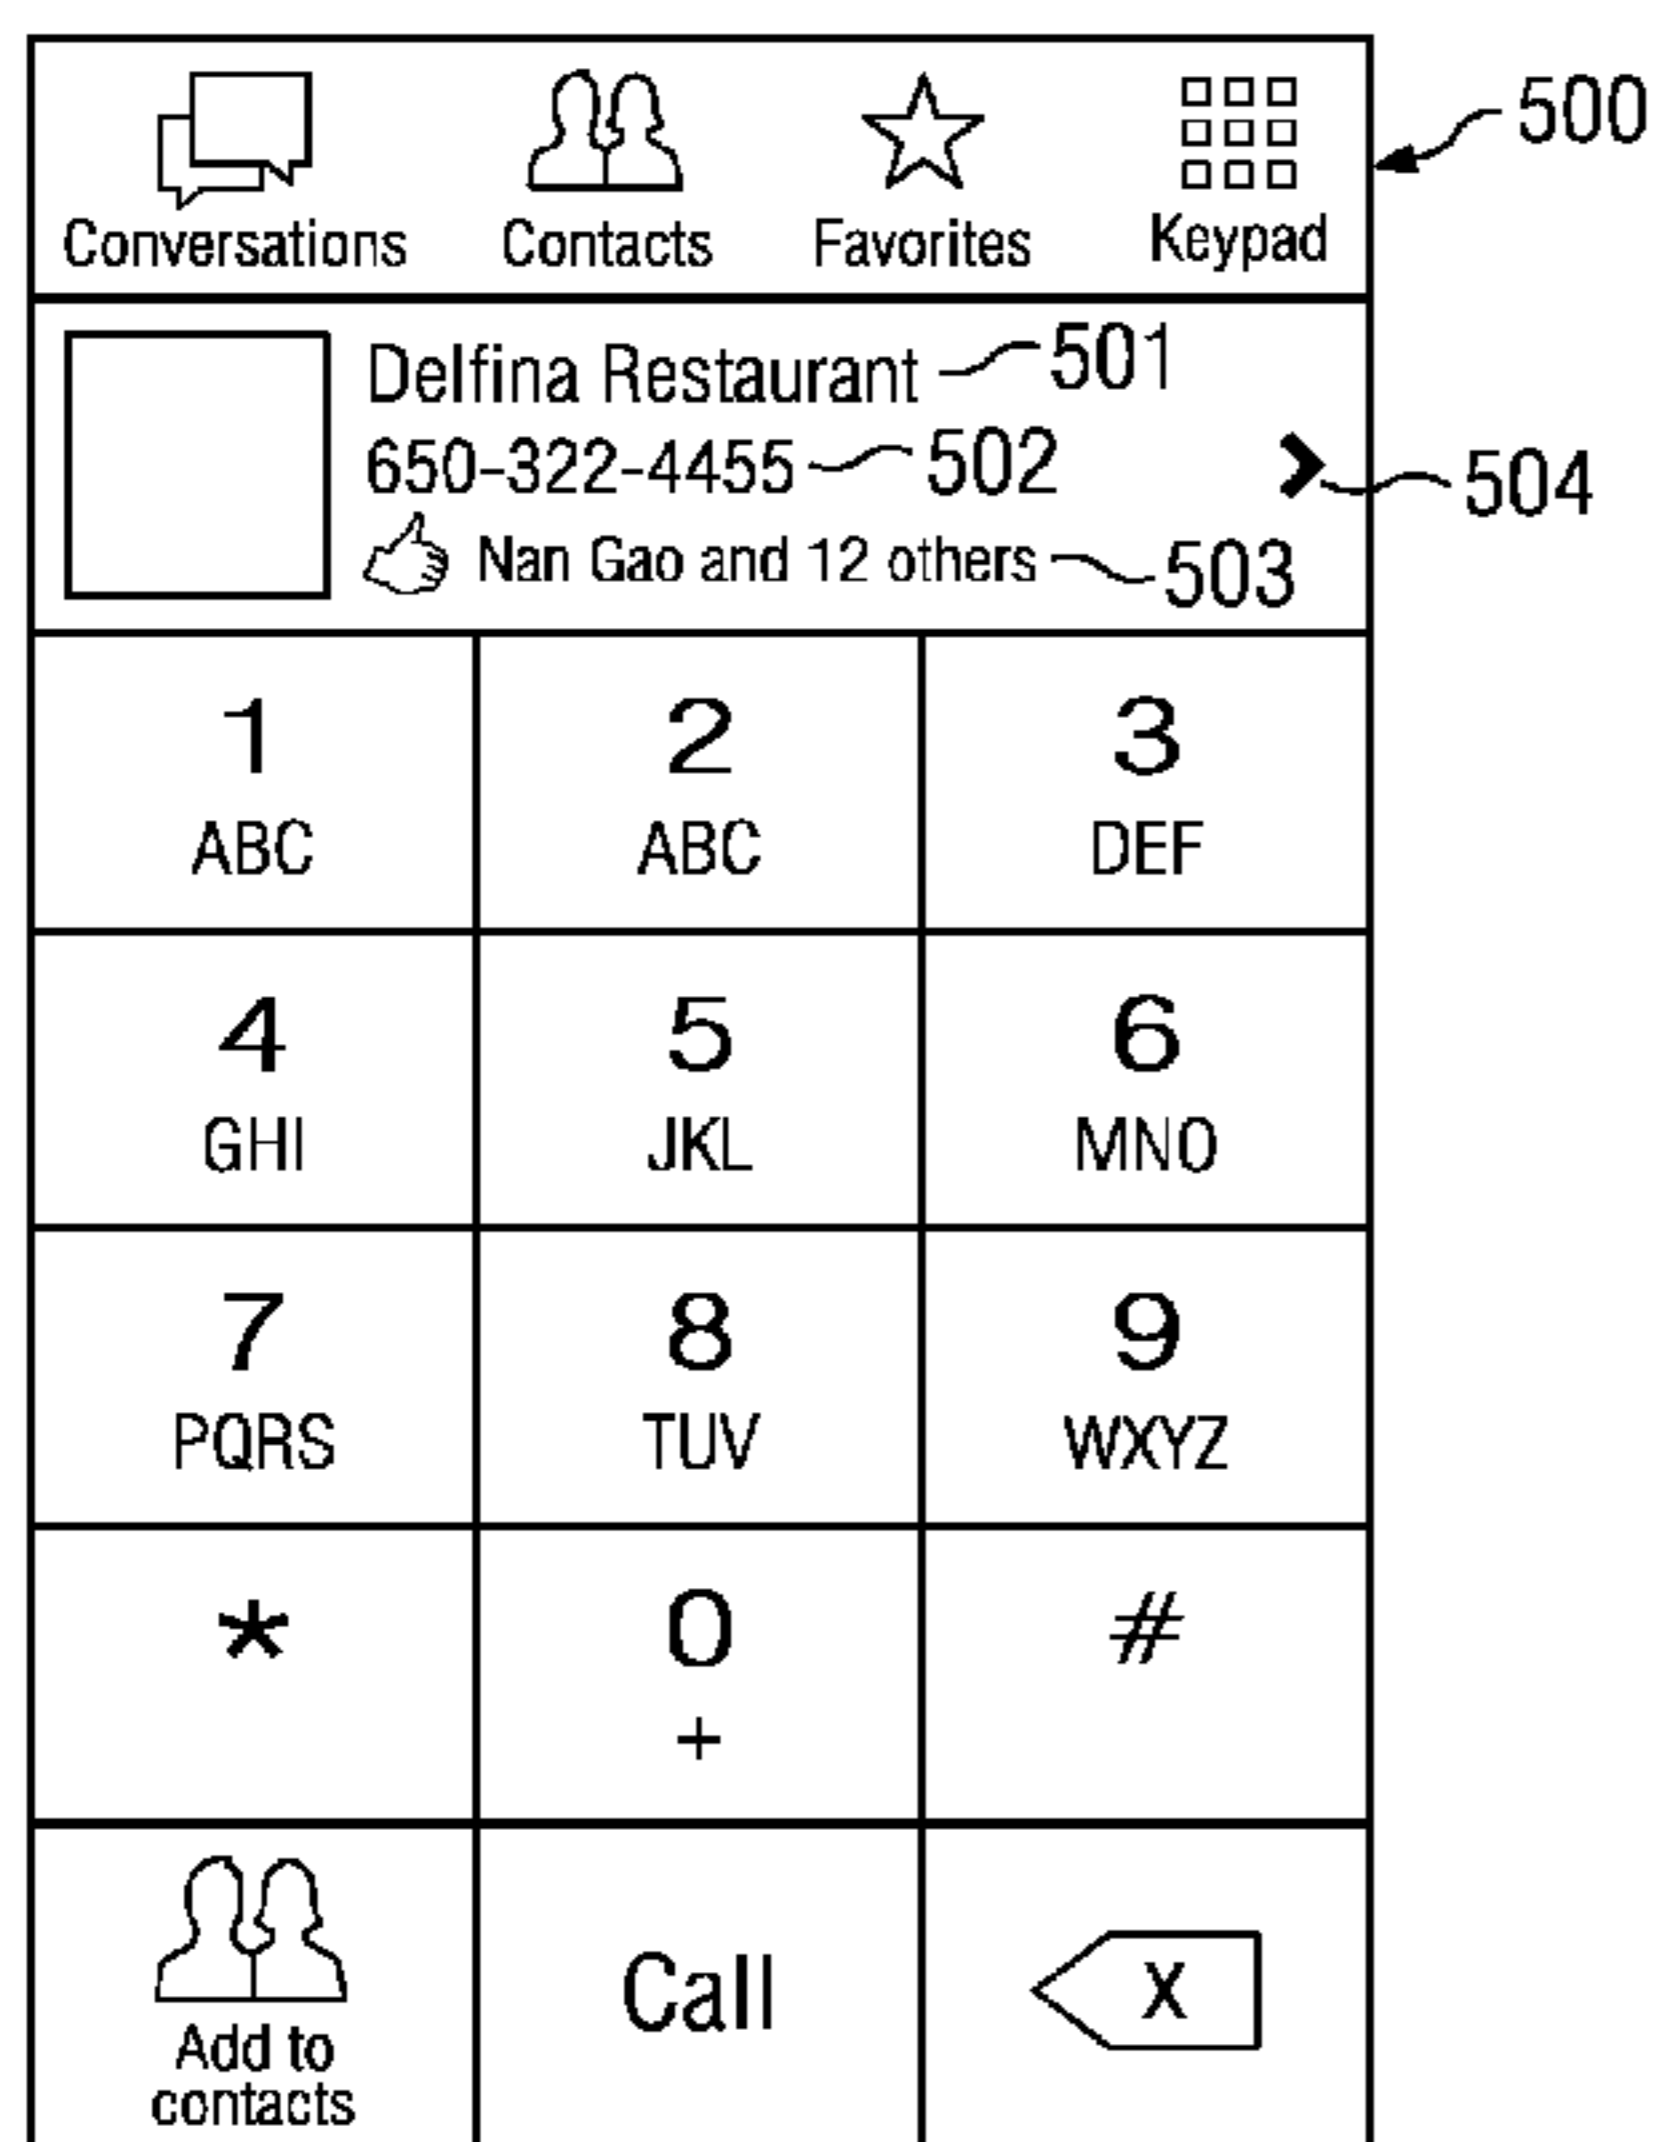 Conversations Contacts Favorites Keypad 500
Delfina Restaurant 501
650-322-4455 502
504
Nan Gao and 12 others 503
1 2 3
ABC ABC DEF
4 5 6
GHI JKL MNO
7 8 9
PQRS TUV WXYZ
* 0 #
+
Add to
contacts
Call X